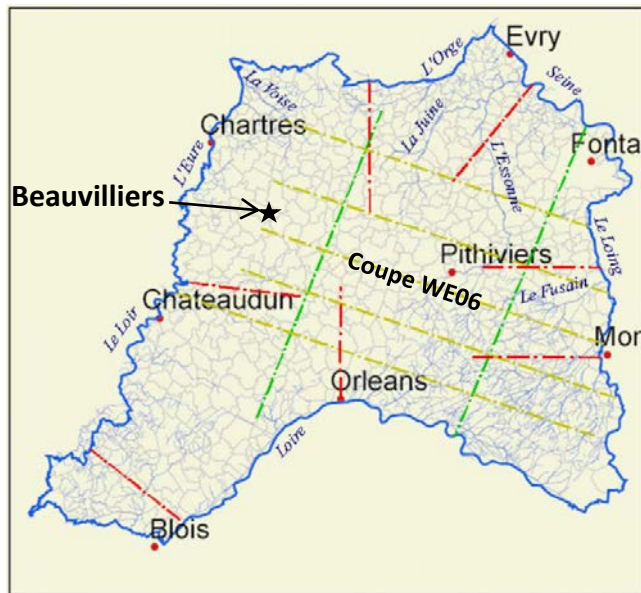 Evry
L'Orge
Seine
La Voise
La Juine
Chartres
L'Essonne
Fonta
L'Eure
Beauvilliers
Le Loing
Pithiviers
Coupe WE06
Le Fusain
Chateaudun
Le Loir
Mor
Orleans
Loire
Blois